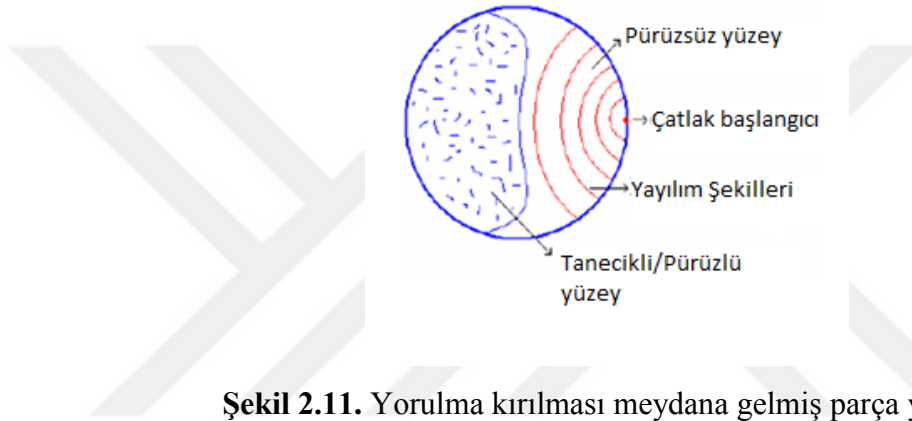 Pürüzsüz yüzey
Çatlak başlangıcı
Yayılım Şekilleri
Tanecikli/Pürüzlü
yüzey
Şekil 2.11. Yorulma kırılması meydana gelmiş parça